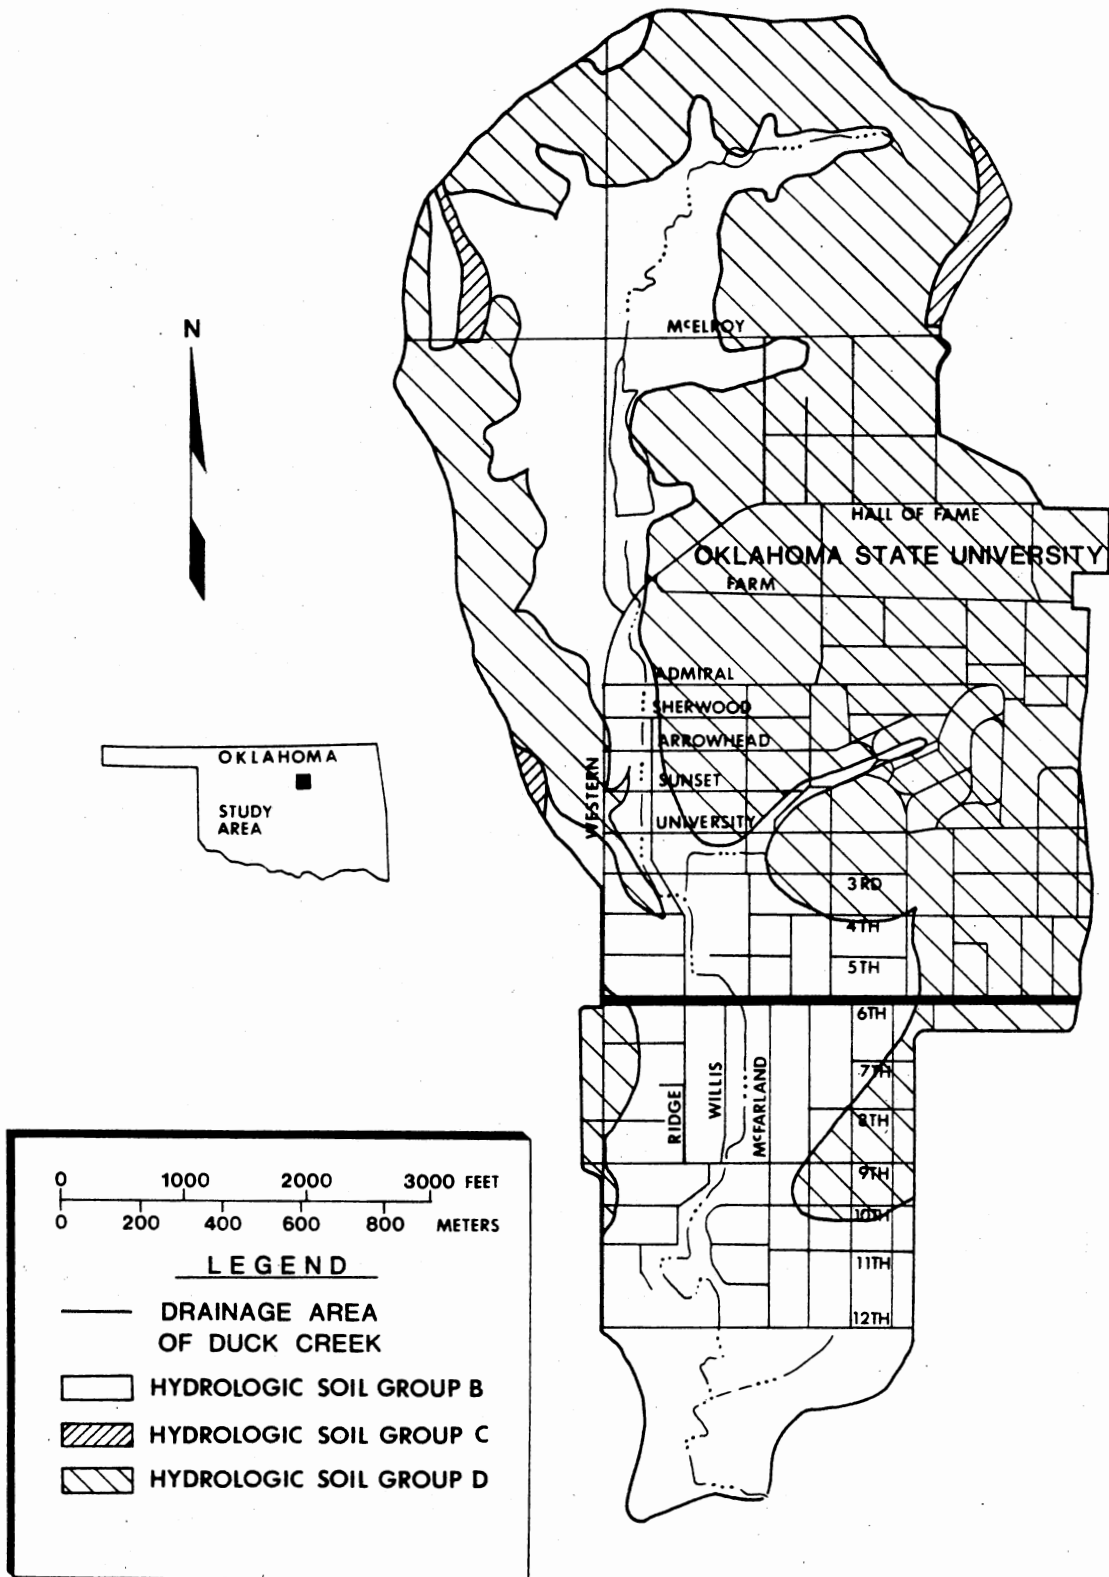 N
McELROY
HALL OF FAME
OKLAHOMA STATE UNIVERSITY
FARM
ADMIRAL
SHERWOOD
ARROWHEAD
SUNSET
UNIVERSITY
WESTERN
3RD
4TH
5TH
6TH
7TH
8TH
9TH
10TH
11TH
12TH
RIDGE
WILLIS
McFARLAND
OKLAHOMA
STUDY
AREA
0 1000 2000 3000 FEET
0 200 400 600 800 METERS
LEGEND
DRAINAGE AREA
OF DUCK CREEK
HYDROLOGIC SOIL GROUP B
HYDROLOGIC SOIL GROUP C
HYDROLOGIC SOIL GROUP D